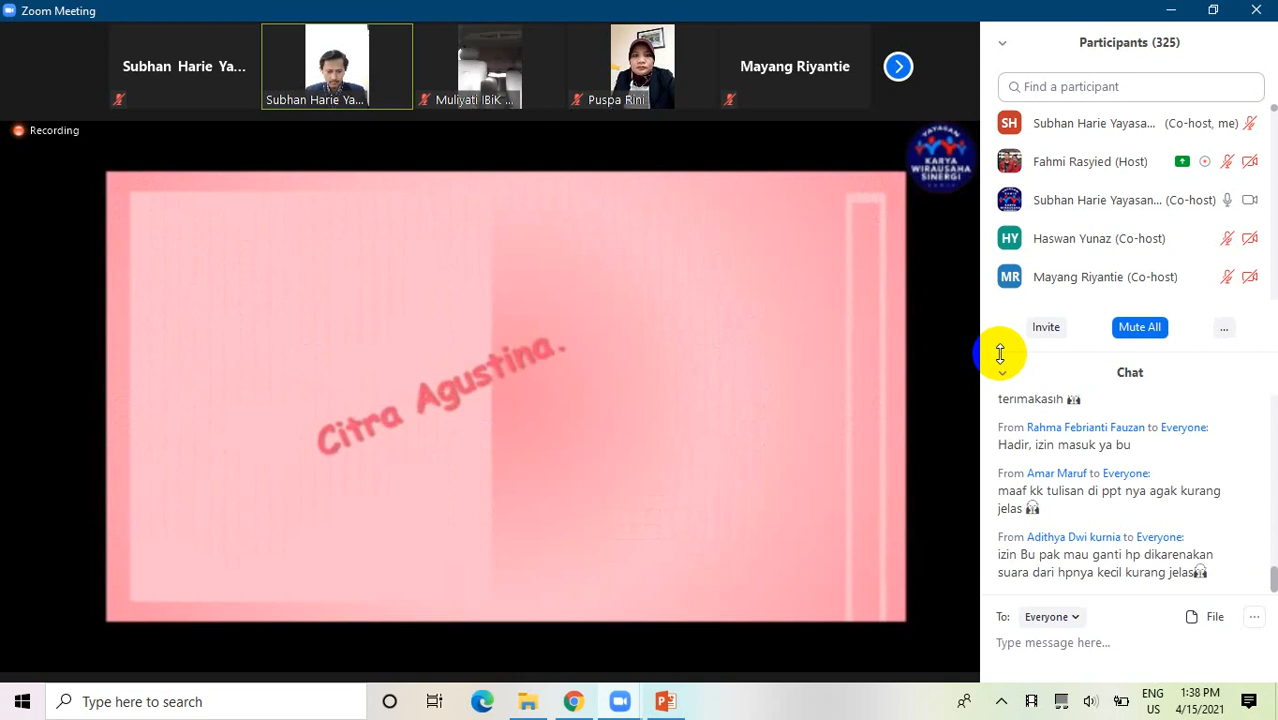 Zoom Meeting
Subhan Harie Ya...
Subhan Harie Ya...
Muliyati IBiK ...
Puspa Rini
Mayang Riyantie
Recording
YAYASAN
KARYA
WIRAUSAHA
SINERGI
Citra Agustina.
Participants (325)
Find a participant
SH Subhan Harie Yayasa... (Co-host, me)
Fahmi Rasyied (Host)
Subhan Harie Yayasan... (Co-host)
HY Haswan Yunaz (Co-host)
MR Mayang Riyantie (Co-host)
Invite
Mute All
...
Chat
terimakasih
From Rahma Febrianti Fauzan to Everyone:
Hadir, izin masuk ya bu
From Amar Maruf to Everyone:
maaf kk tulisan di ppt nya agak kurang
jelas
From Adithya Dwi kurnia to Everyone:
izin Bu pak mau ganti hp dikarenakan
suara dari hpnya kecil kurang jelas
To: Everyone
File
Type message here...
Type here to search
ENG
US
1:38 PM
4/15/2021